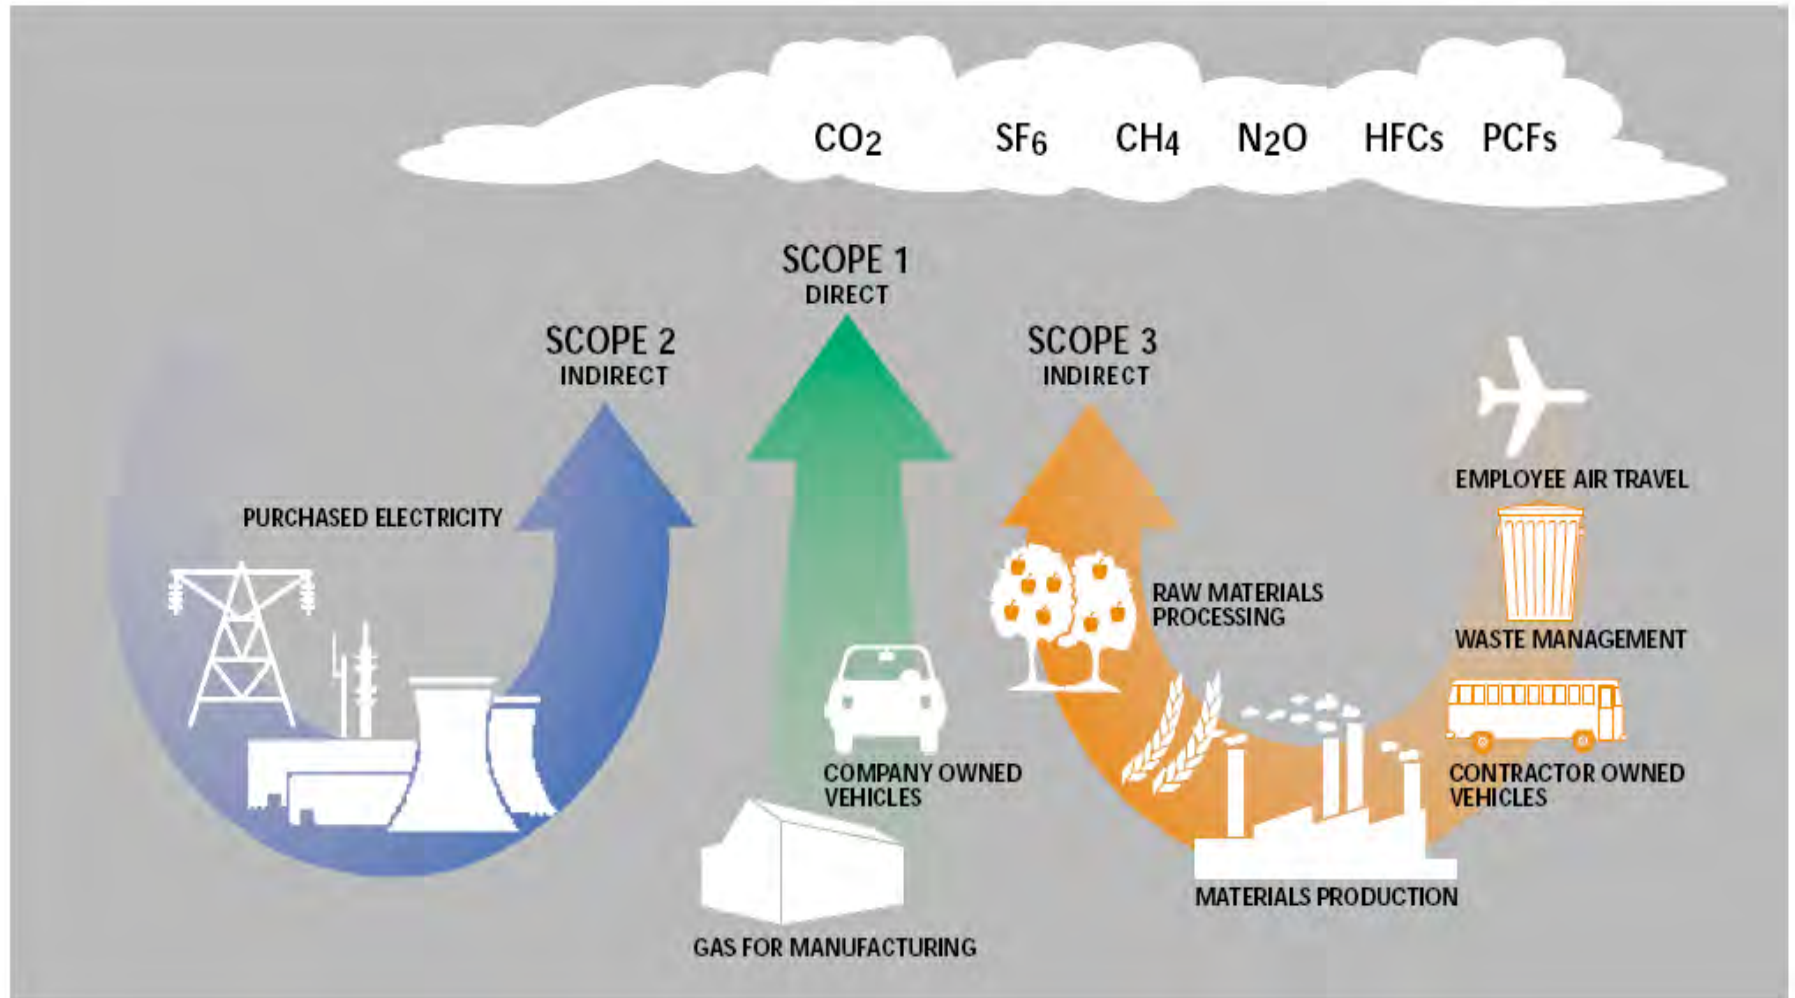 CO2 SF6 CH4 N2O HFCs PCFs
SCOPE 1
DIRECT
SCOPE 2
INDIRECT
SCOPE 3
INDIRECT
PURCHASED ELECTRICITY
COMPANY OWNED
VEHICLES
GAS FOR MANUFACTURING
RAW MATERIALS
PROCESSING
MATERIALS PRODUCTION
EMPLOYEE AIR TRAVEL
WASTE MANAGEMENT
CONTRACTOR OWNED
VEHICLES